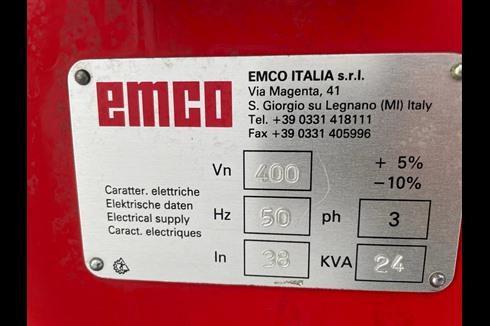 emco
EMCO ITALIA s.r.l.
Via Magenta, 41
S. Giorgio su Legnano (MI) Italy
Tel. +39 0331 418111
Fax +39 0331 405996
Vn 400 + 5%
-10%
Caratter. elettriche
Elektrische daten
Electrical supply
Caract. electriques
Hz 50 ph 3
In 38 KVA 24